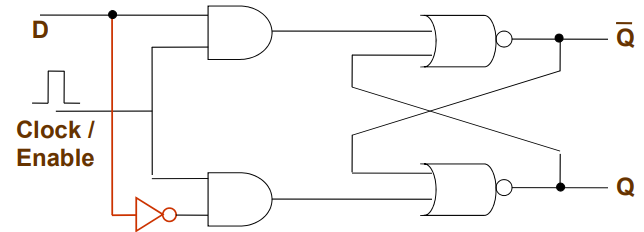 D
Q̅
Clock /
Enable
Q